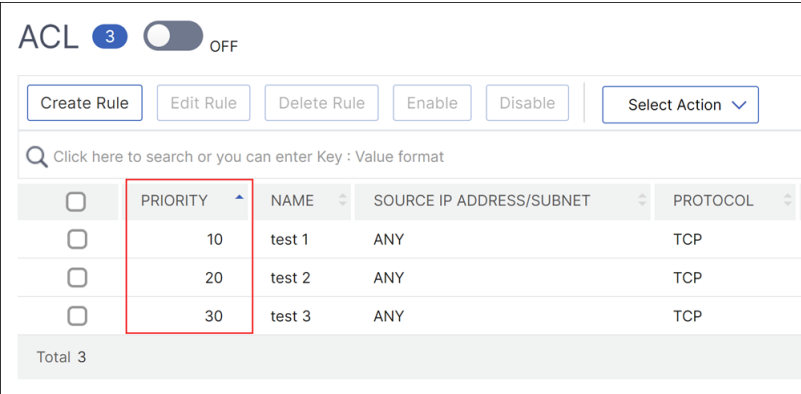 ACL 3 OFF
Create Rule Edit Rule Delete Rule Enable Disable Select Action
Click here to search or you can enter Key : Value format
PRIORITY NAME SOURCE IP ADDRESS/SUBNET PROTOCOL
10 test 1 ANY TCP
20 test 2 ANY TCP
30 test 3 ANY TCP
Total 3